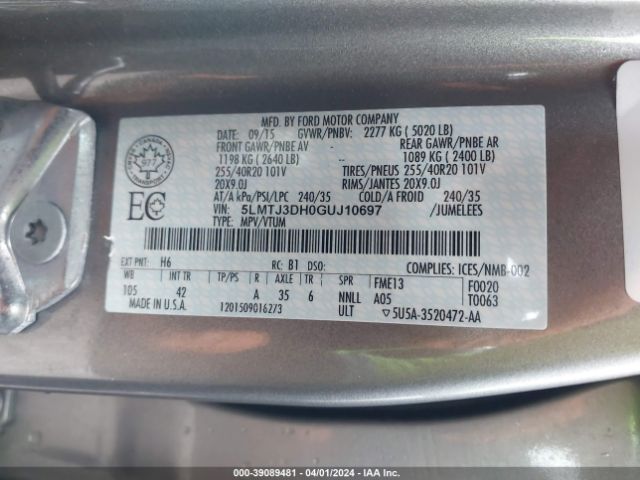 MFD. BY FORD MOTOR COMPANY
DATE: 09/15 GVWR/PNBV: 2277 KG ( 5020 LB)
FRONT GAWR/PNBE AV -- REAR GAWR/PNBE AR
1198 KG ( 2640 LB) -- 1089 KG ( 2400 LB)
255/40R20 101V TIRES/PNEUS 255/40R20 101V
20X9.0J RIMS/JANTES 20X9.0J
AT/A kPa/PSI/LPC 240/35 COLD/A FROID 240/35
VIN: 5LMTJ3DH0GUJ10697 /JUMELEES
TYPE: MPV/VTUM
977
TRANSPORT
EC
EXT PNT: H6 RC: B1 DSO: COMPLIES: ICES/NMB-002
WB INT TR TP/PS R A T SPR FME13 F0020
105 42 A 35 6 NNLL A05 T0063
MADE IN U.S.A. 1201509016273 ULT ▽ 5U5A-3520472-AA
000-39089481 - 04/01/2024 - IAA Inc.